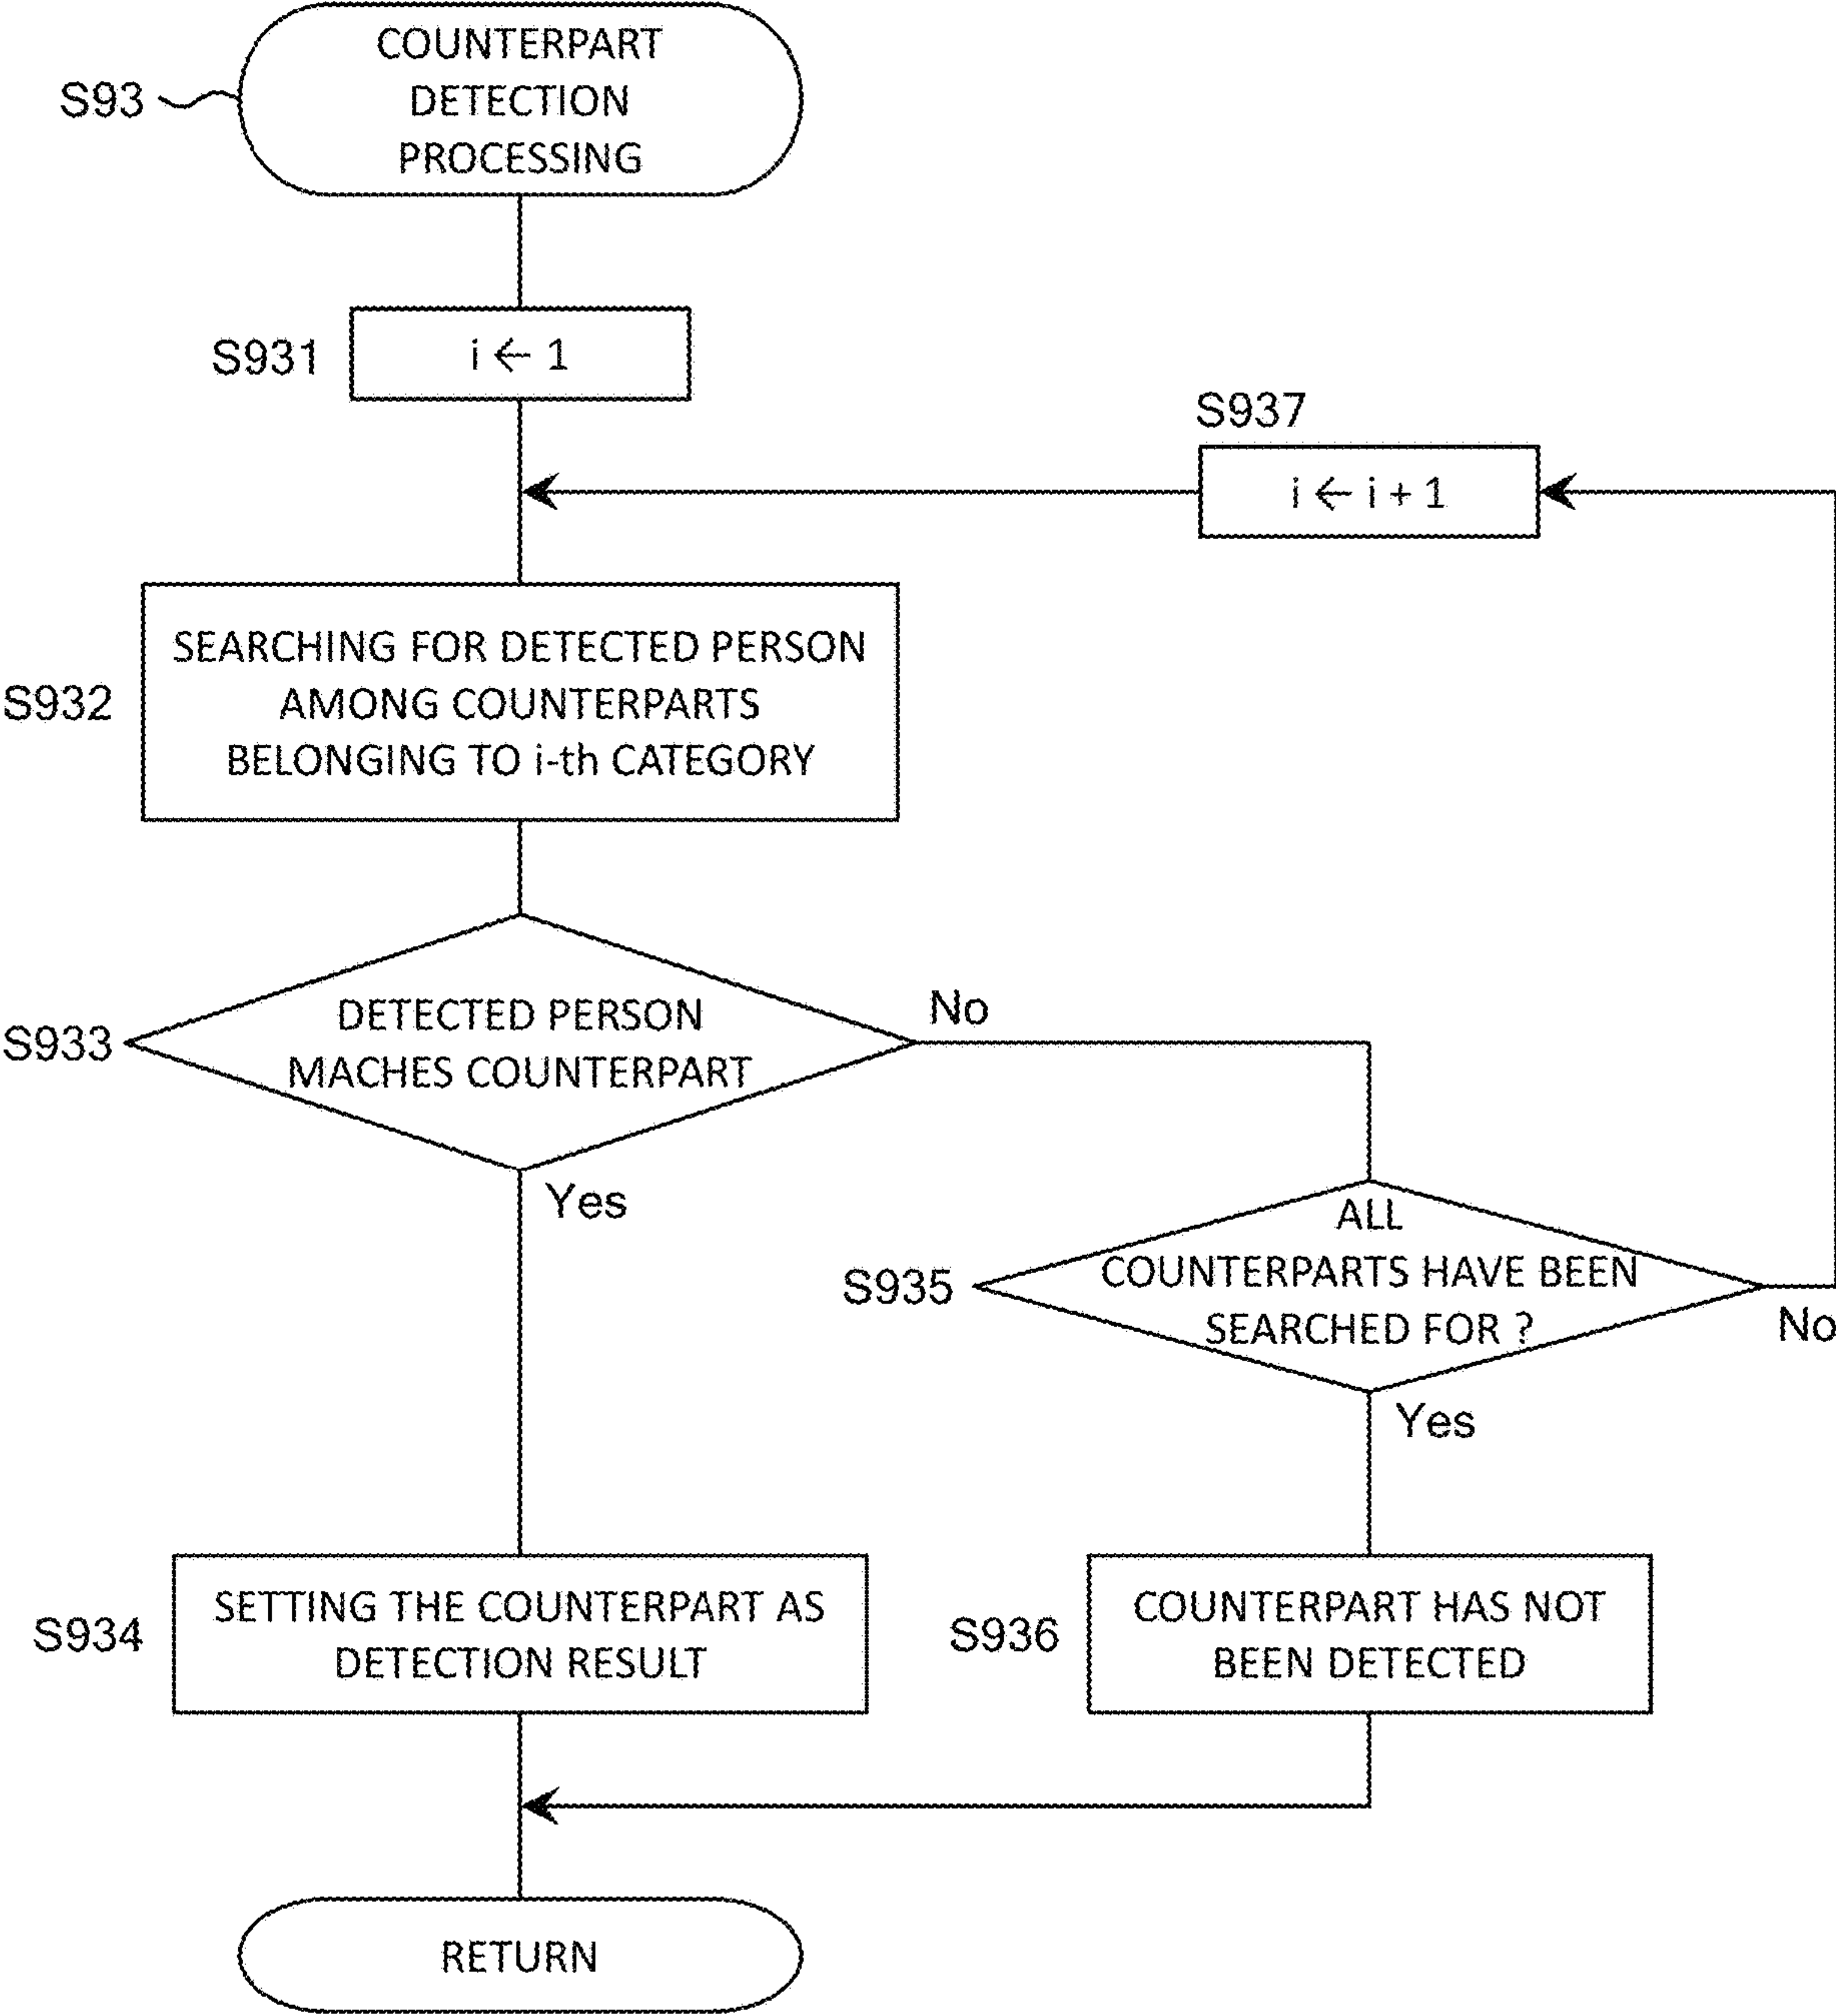 COUNTERPART
DETECTION
PROCESSING
S93
S931
i ← 1
S937
i ← i + 1
S932
SEARCHING FOR DETECTED PERSON
AMONG COUNTERPARTS
BELONGING TO i-th CATEGORY
S933
DETECTED PERSON
MACHES COUNTERPART
No
Yes
S935
ALL
COUNTERPARTS HAVE BEEN
SEARCHED FOR ?
No
Yes
S934
SETTING THE COUNTERPART AS
DETECTION RESULT
S936
COUNTERPART HAS NOT
BEEN DETECTED
RETURN